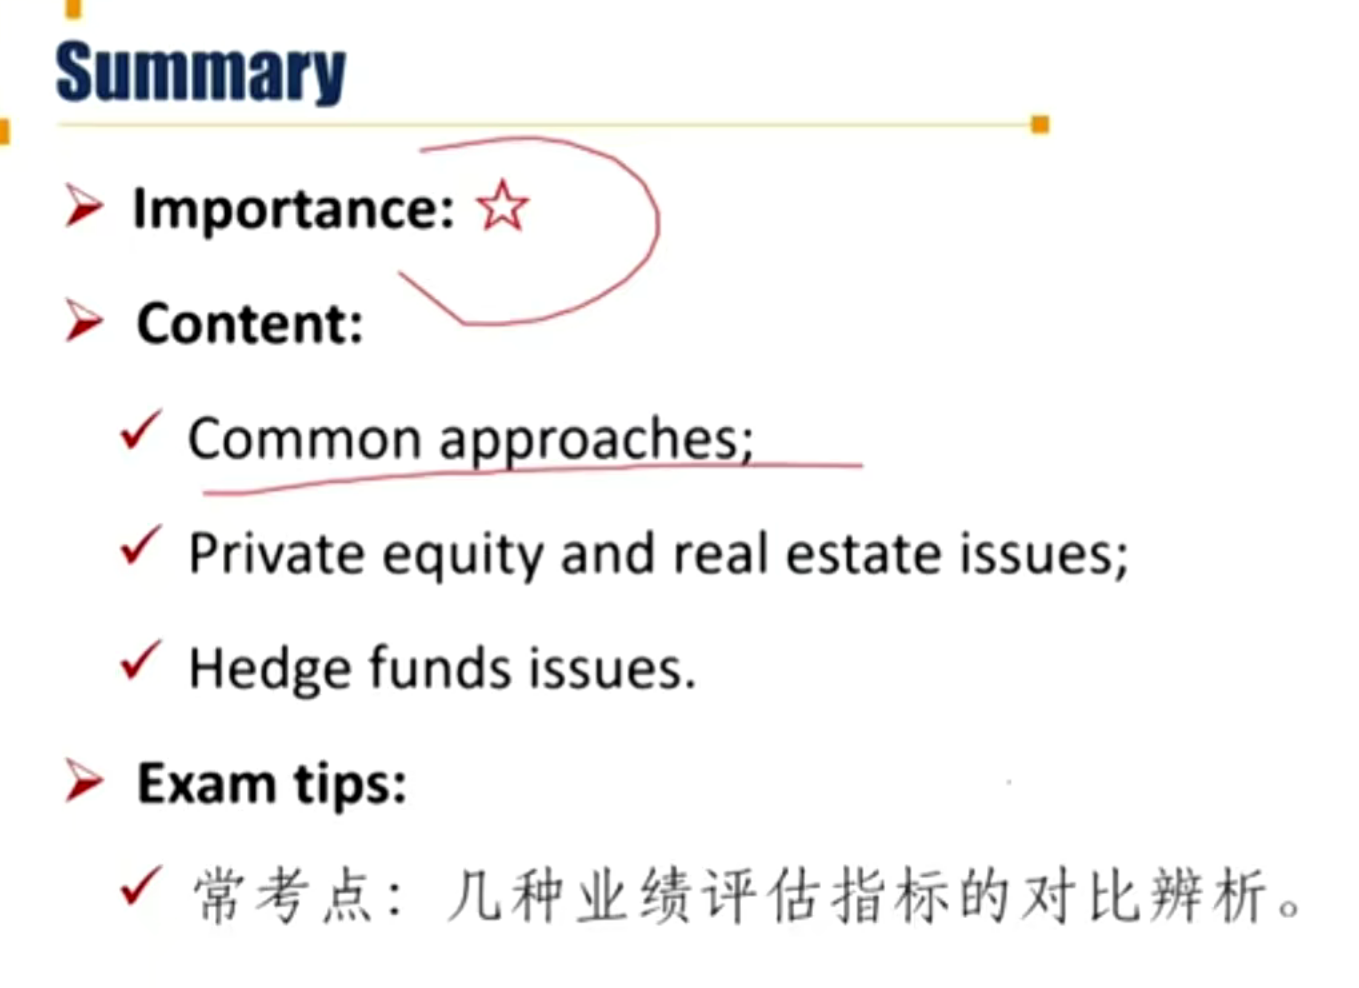 Summary
Importance: ☆
Content:
Common approaches;
Private equity and real estate issues;
Hedge funds issues.
Exam tips:
常考点：几种业绩评估指标的对比辨析。